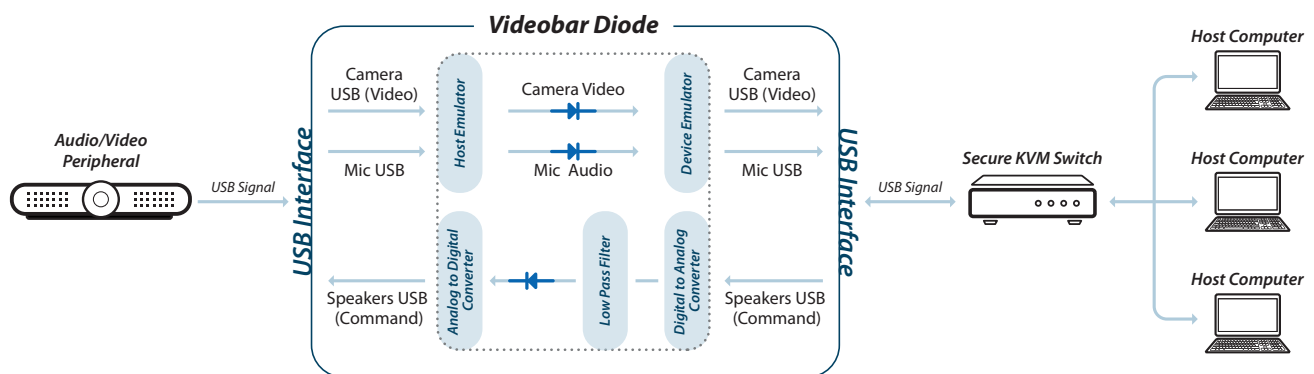 Videobar Diode
Audio/Video
Peripheral
USB Signal
USB Interface
Camera
USB (Video)
Mic USB
Speakers USB
(Command)
Host Emulator
Camera Video
Mic Audio
Device Emulator
Analog to Digital
Converter
Low Pass Filter
Digital to Analog
Converter
Camera
USB (Video)
Mic USB
Speakers USB
(Command)
USB Interface
USB Signal
Secure KVM Switch
Host Computer
Host Computer
Host Computer